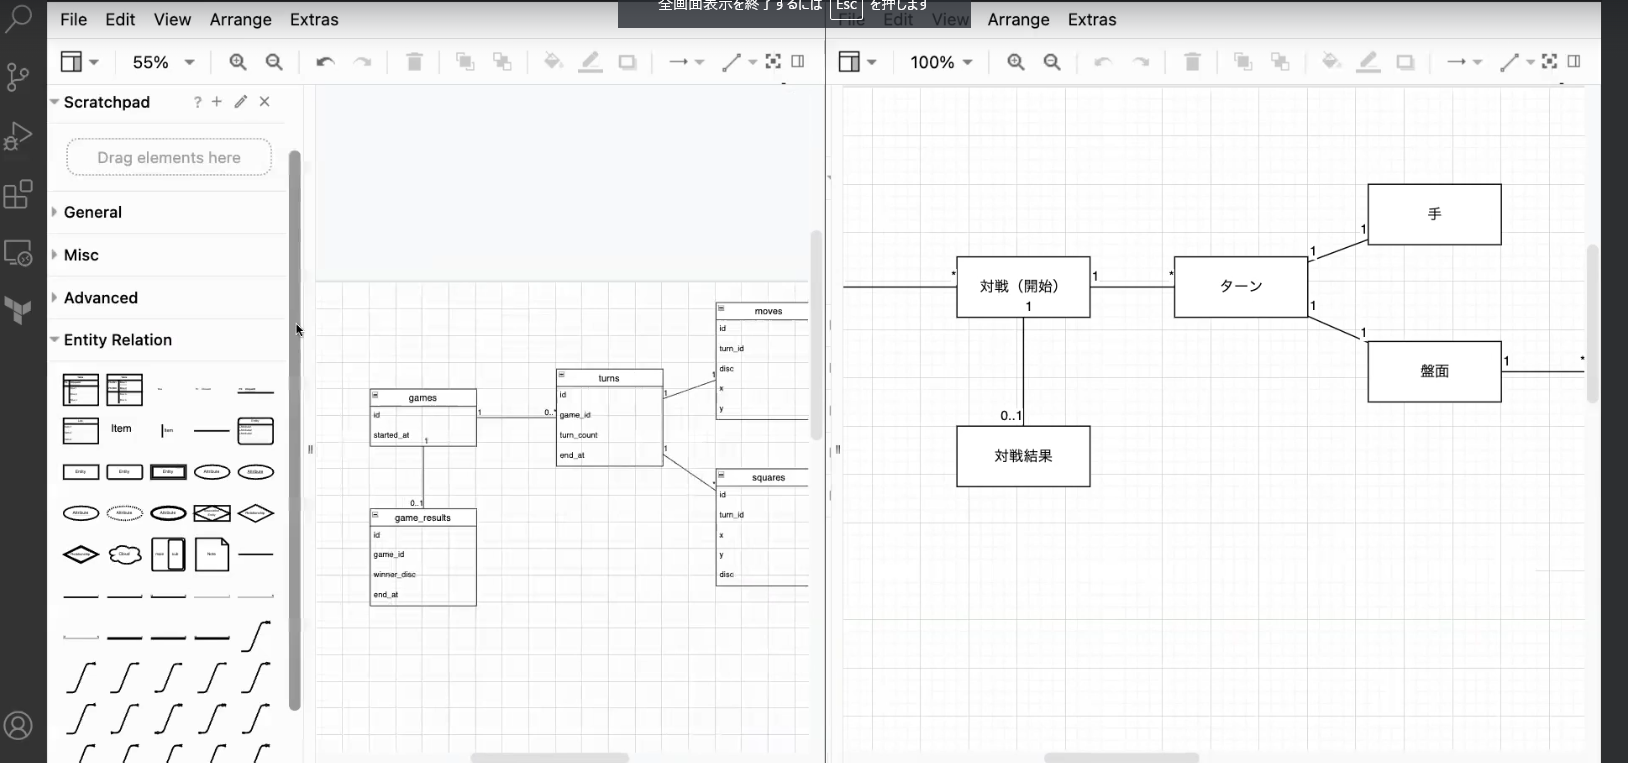 全画面表示を終了するには Esc を押します
File Edit View Arrange Extras
55%
Scratchpad ? + ×
Drag elements here
General
Misc
Advanced
Entity Relation
Item
games
id
started_at
1
0..1
game_results
id
game_id
winner_disc
end_at
1
0..*
turns
id
game_id
turn_count
end_at
1
1
moves
id
turn_id
disc
x
y
1
*
squares
id
turn_id
x
y
disc
File Edit View Arrange Extras
100%
*
対戦（開始）
1
1
*
ターン
1
1
手
1
1
盤面
1
*
0..1
対戦結果